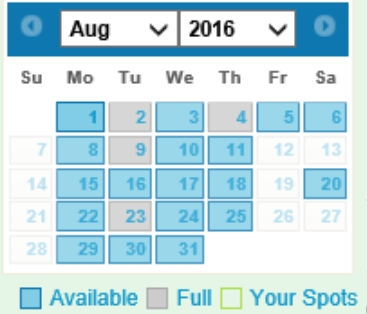 Aug 2016
Su Mo Tu We Th Fr Sa
1 2 3 4 5 6
7 8 9 10 11 12 13
14 15 16 17 18 19 20
21 22 23 24 25 26 27
28 29 30 31
Available Full Your Spots